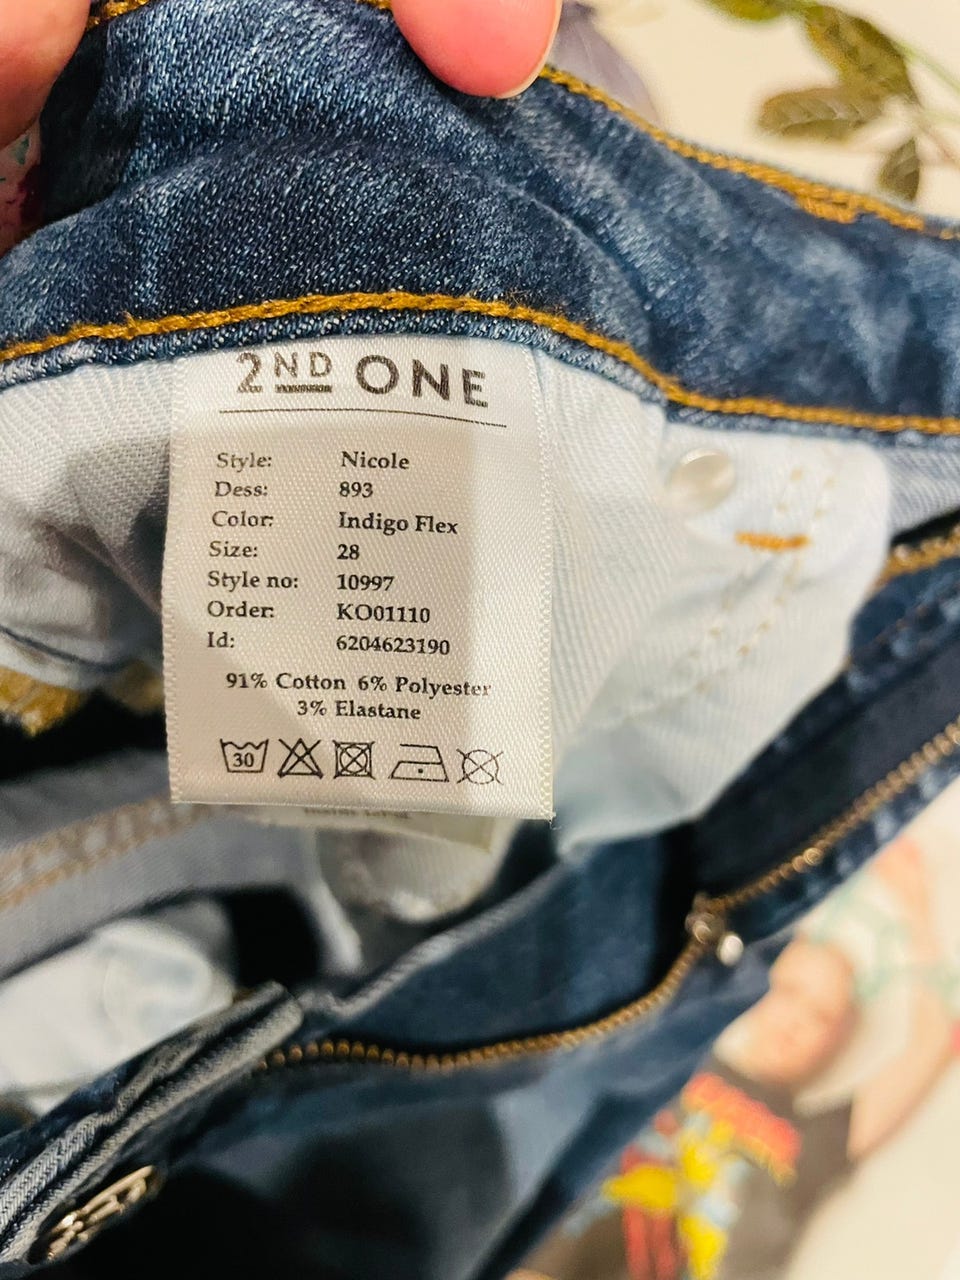 2ND ONE
Style: Nicole
Dess: 893
Color: Indigo Flex
Size: 28
Style no: 10997
Order: KO01110
Id: 6204623190
91% Cotton 6% Polyester
3% Elastane
30